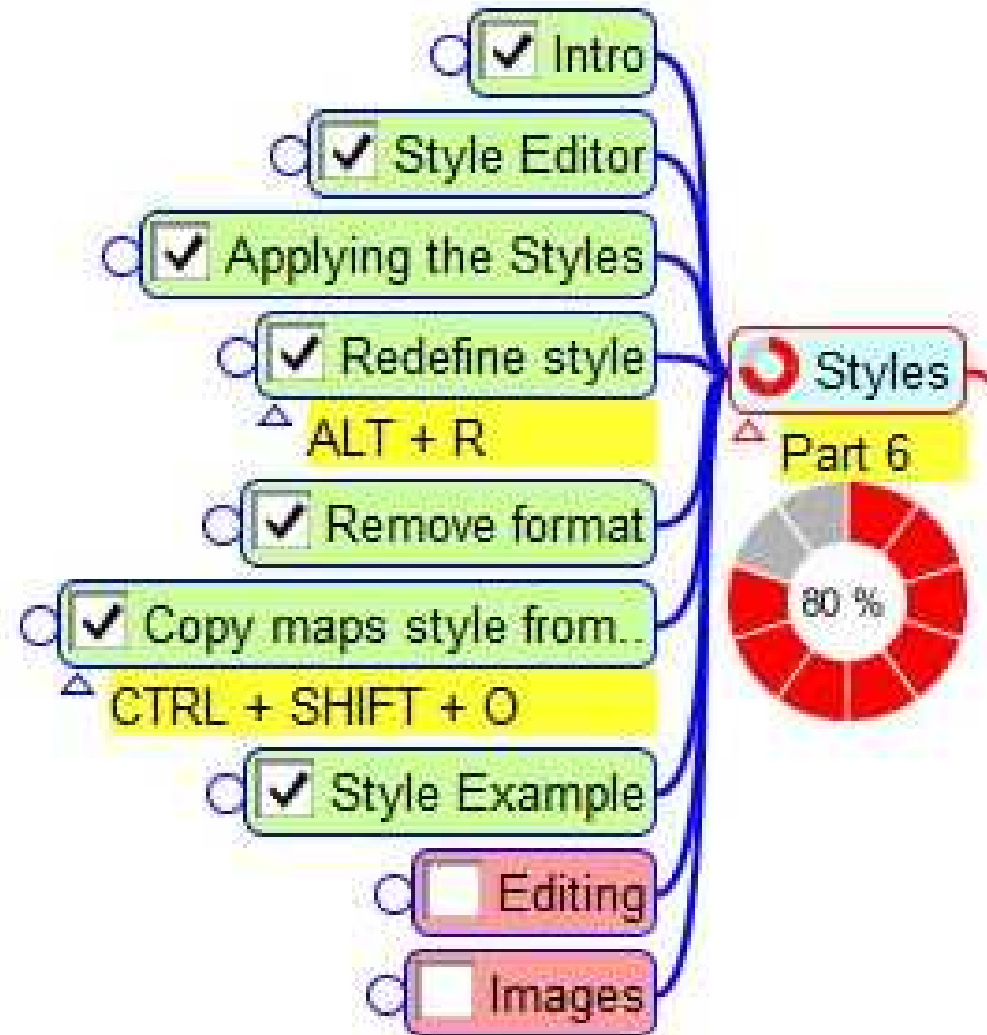 Intro
Style Editor
Applying the Styles
Redefine style
ALT + R
Remove format
Copy maps style from..
CTRL + SHIFT + O
Style Example
Editing
Images
Styles
Part 6
80 %